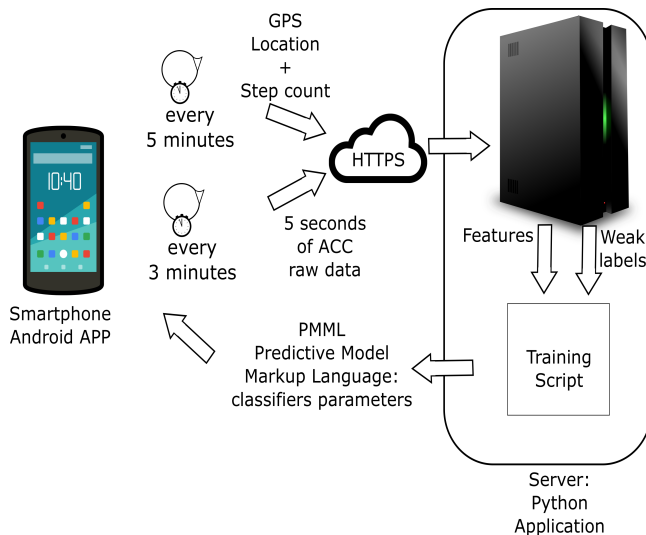 GPS
Location
+
Step count
every
5 minutes
HTTPS
10:40
every
3 minutes
5 seconds
of ACC
raw data
Features
Weak
labels
Smartphone
Android APP
PMML
Predictive Model
Markup Language:
classifiers parameters
Training
Script
Server:
Python
Application